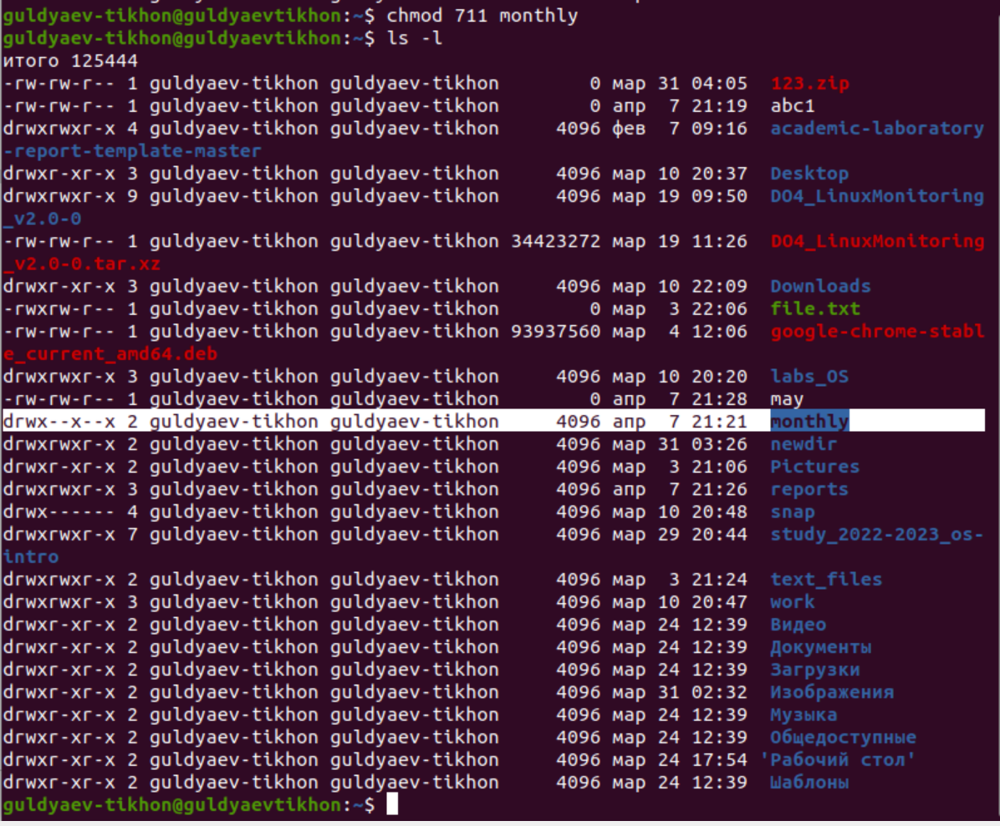 guldyaev-tikhon@guldyaevtikhon:~$ chmod 711 monthly
guldyaev-tikhon@guldyaevtikhon:~$ ls -l
итого 125444
-rw-rw-r-- 1 guldyaev-tikhon guldyaev-tikhon        0 мар 31 04:05  123.zip
-rw-rw-r-- 1 guldyaev-tikhon guldyaev-tikhon        0 апр  7 21:19  abc1
drwxrwxr-x 4 guldyaev-tikhon guldyaev-tikhon     4096 фев  7 09:16  academic-laboratory
-report-template-master
drwxr-xr-x 3 guldyaev-tikhon guldyaev-tikhon     4096 мар 10 20:37  Desktop
drwxrwxr-x 9 guldyaev-tikhon guldyaev-tikhon     4096 мар 19 09:50  DO4_LinuxMonitoring
_v2.0-0
-rw-rw-r-- 1 guldyaev-tikhon guldyaev-tikhon 34423272 мар 19 11:26  DO4_LinuxMonitoring
_v2.0-0.tar.xz
drwxr-xr-x 3 guldyaev-tikhon guldyaev-tikhon     4096 мар 10 22:09  Downloads
-rwxrw-r-- 1 guldyaev-tikhon guldyaev-tikhon        0 мар  3 22:06  file.txt
-rw-rw-r-- 1 guldyaev-tikhon guldyaev-tikhon 93937560 мар  4 12:06  google-chrome-stabl
e_current_amd64.deb
drwxrwxr-x 3 guldyaev-tikhon guldyaev-tikhon     4096 мар 10 20:20  labs_OS
-rw-rw-r-- 1 guldyaev-tikhon guldyaev-tikhon        0 апр  7 21:28  may
drwx--x--x 2 guldyaev-tikhon guldyaev-tikhon     4096 апр  7 21:21  monthly
drwxrwxr-x 2 guldyaev-tikhon guldyaev-tikhon     4096 мар 31 03:26  newdir
drwxr-xr-x 2 guldyaev-tikhon guldyaev-tikhon     4096 мар  3 21:06  Pictures
drwxrwxr-x 3 guldyaev-tikhon guldyaev-tikhon     4096 апр  7 21:26  reports
drwx------ 4 guldyaev-tikhon guldyaev-tikhon     4096 мар 10 20:48  snap
drwxrwxr-x 7 guldyaev-tikhon guldyaev-tikhon     4096 мар 29 20:44  study_2022-2023_os-
intro
drwxrwxr-x 2 guldyaev-tikhon guldyaev-tikhon     4096 мар  3 21:24  text_files
drwxrwxr-x 3 guldyaev-tikhon guldyaev-tikhon     4096 мар 10 20:47  work
drwxr-xr-x 2 guldyaev-tikhon guldyaev-tikhon     4096 мар 24 12:39  Видео
drwxr-xr-x 2 guldyaev-tikhon guldyaev-tikhon     4096 мар 24 12:39  Документы
drwxr-xr-x 2 guldyaev-tikhon guldyaev-tikhon     4096 мар 24 12:39  Загрузки
drwxr-xr-x 2 guldyaev-tikhon guldyaev-tikhon     4096 мар 31 02:32  Изображения
drwxr-xr-x 2 guldyaev-tikhon guldyaev-tikhon     4096 мар 24 12:39  Музыка
drwxr-xr-x 2 guldyaev-tikhon guldyaev-tikhon     4096 мар 24 12:39  Общедоступные
drwxr-xr-x 2 guldyaev-tikhon guldyaev-tikhon     4096 мар 24 17:54 'Рабочий стол'
drwxr-xr-x 2 guldyaev-tikhon guldyaev-tikhon     4096 мар 24 12:39  Шаблоны
guldyaev-tikhon@guldyaevtikhon:~$